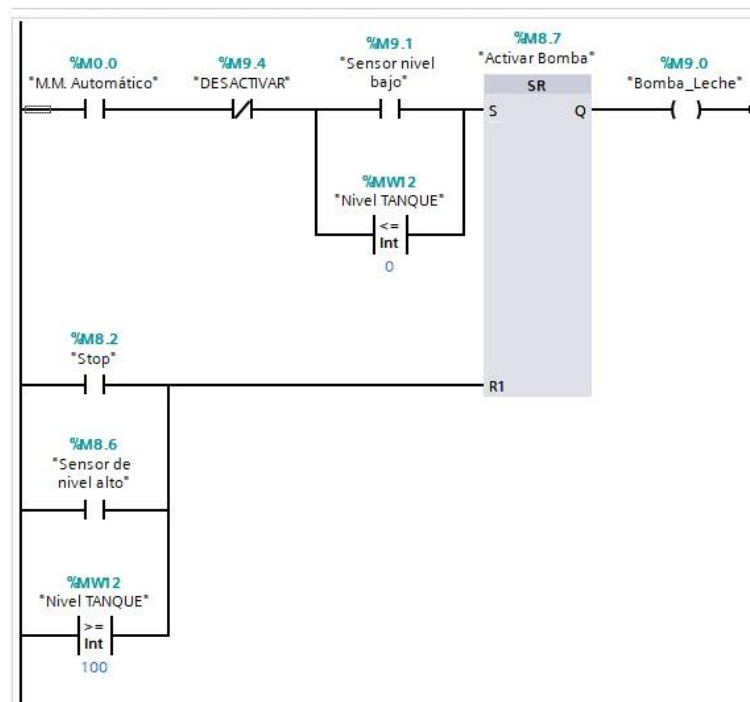 %M0.0
"M.M. Automático"
%M9.4
"DESACTIVAR"
%M9.1
"Sensor nivel
bajo"
%M8.7
"Activar Bomba"
SR
S
Q
%M9.0
"Bomba_Leche"
%MW12
"Nivel TANQUE"
<=
Int
0
%M8.2
"Stop"
R1
%M8.6
"Sensor de
nivel alto"
%MW12
"Nivel TANQUE"
>=
Int
100